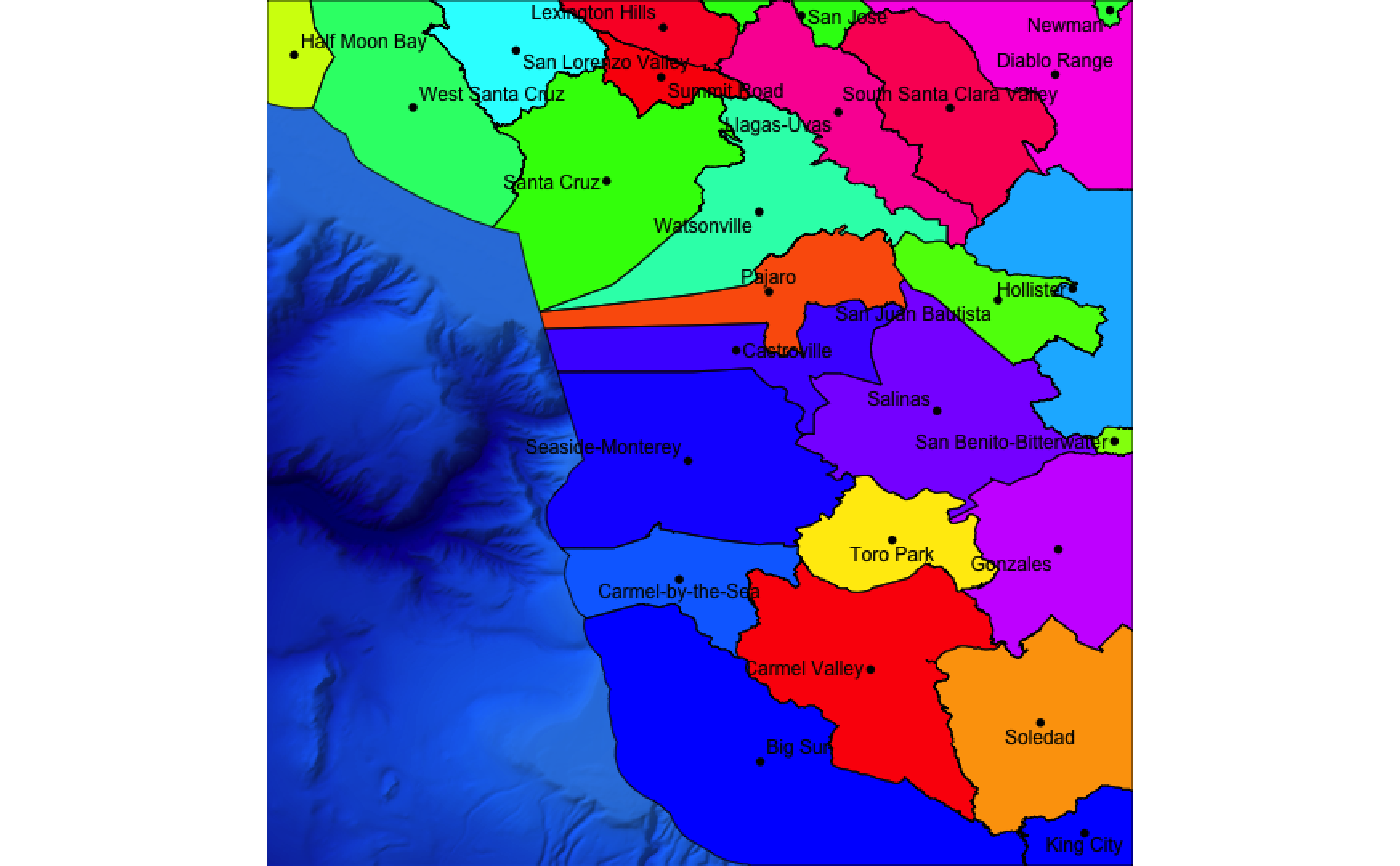 Lexington Hills
San Jose
Newman
Half Moon Bay
San Lorenzo Valley
Diablo Range
West Santa Cruz
Summit Road
South Santa Clara Valley
Llagas-Uvas
Santa Cruz
Watsonville
Pajaro
Hollister
San Juan Bautista
Castroville
Salinas
Seaside-Monterey
San Benito-Bitterwater
Toro Park
Gonzales
Carmel-by-the-Sea
Carmel Valley
Soledad
Big Sur
King City